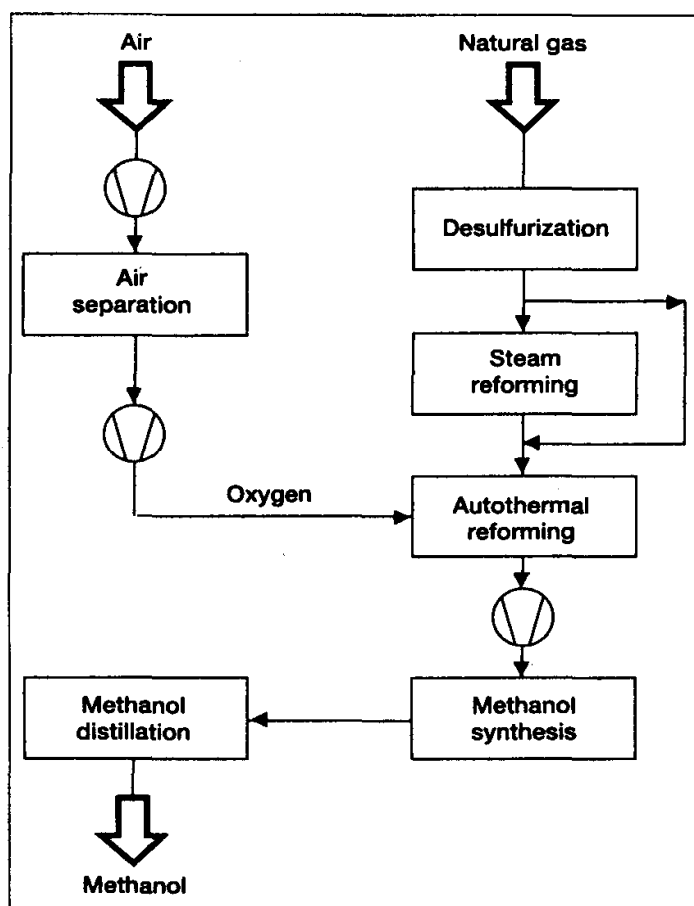 Air
Natural gas
Desulfurization
Air
separation
Steam
reforming
Oxygen
Autothermal
reforming
Methanol
distillation
Methanol
synthesis
Methanol